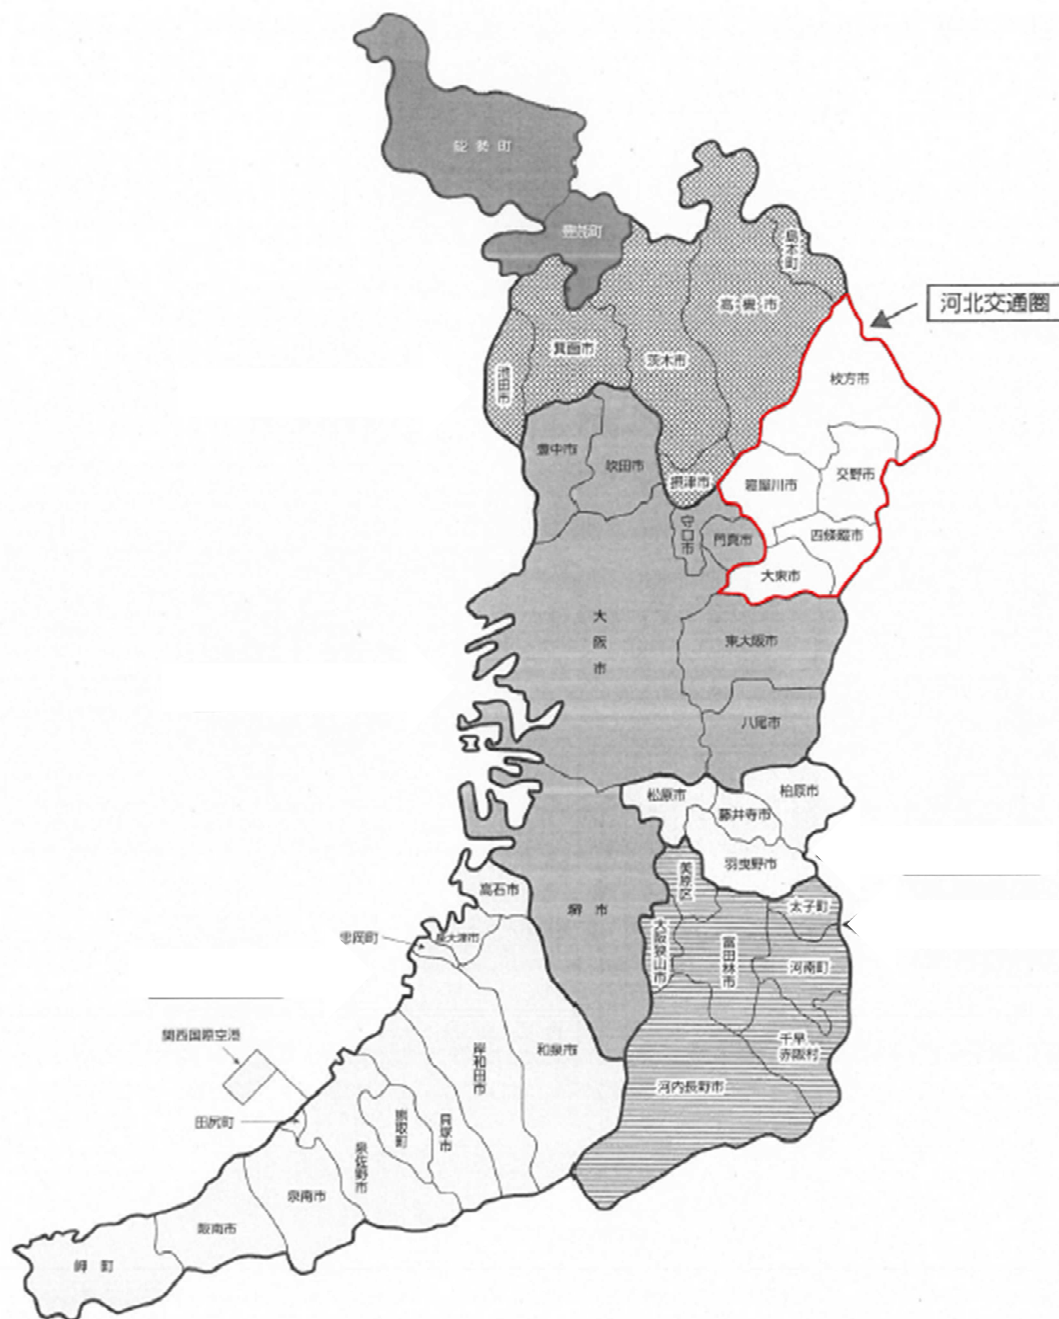 能勢町
豊能町
島本町
高槻市
河北交通圏
箕面市
茨木市
池田市
枚方市
豊中市
吹田市
摂津市
寝屋川市
交野市
守口市
門真市
四條畷市
大東市
大阪市
東大阪市
八尾市
松原市
柏原市
藤井寺市
羽曳野市
高石市
美原区
堺市
太子町
忠岡町
泉大津市
大阪狭山市
富田林市
河南町
関西国際空港
岸和田市
和泉市
千早
赤阪村
河内長野市
田尻町
熊取町
貝塚市
泉佐野市
泉南市
阪南市
岬町